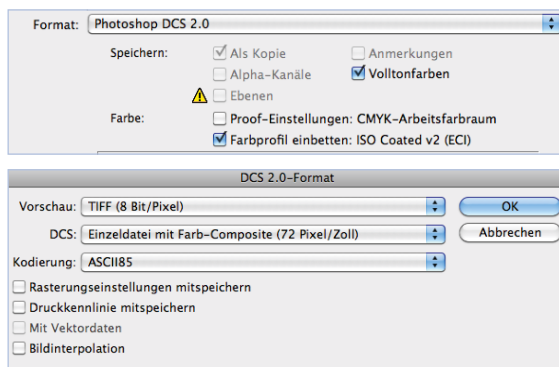 Format: Photoshop DCS 2.0
Speichern: Als Kopie Anmerkungen
Alpha-Kanäle Volltonfarben
Ebenen
Farbe: Proof-Einstellungen: CMYK-Arbeitsfarbraum
Farbprofil einbetten: ISO Coated v2 (ECI)
DCS 2.0-Format
Vorschau: TIFF (8 Bit/Pixel) OK
DCS: Einzeldatei mit Farb-Composite (72 Pixel/Zoll) Abbrechen
Kodierung: ASCII85
Rasterungseinstellungen mitspeichern
Druckkennlinie mitspeichern
Mit Vektordaten
Bildinterpolation